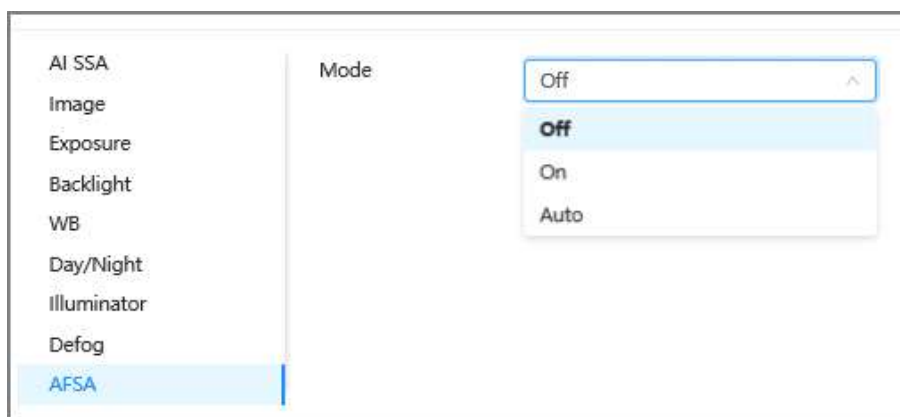 AI SSA
Image
Exposure
Backlight
WB
Day/Night
Illuminator
Defog
AFSA
Mode
Off
Off
On
Auto